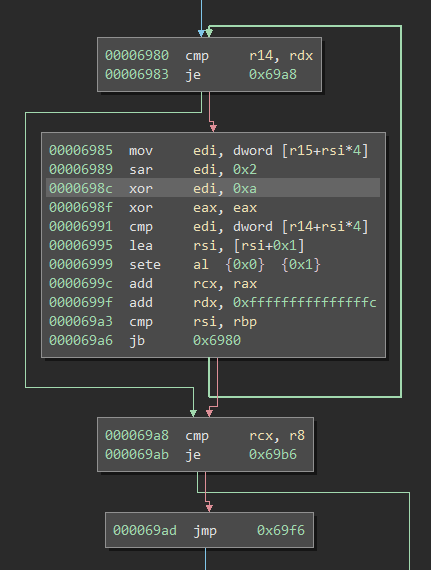 00006980 cmp r14, rdx
00006983 je 0x69a8
00006985 mov edi, dword [r15+rsi*4]
00006989 sar edi, 0x2
0000698c xor edi, 0xa
0000698f xor eax, eax
00006991 cmp edi, dword [r14+rsi*4]
00006995 lea rsi, [rsi+0x1]
00006999 sete al {0x0} {0x1}
0000699c add rcx, rax
0000699f add rdx, 0xfffffffffffffffc
000069a3 cmp rsi, rbp
000069a6 jb 0x6980
000069a8 cmp rcx, r8
000069ab je 0x69b6
000069ad jmp 0x69f6